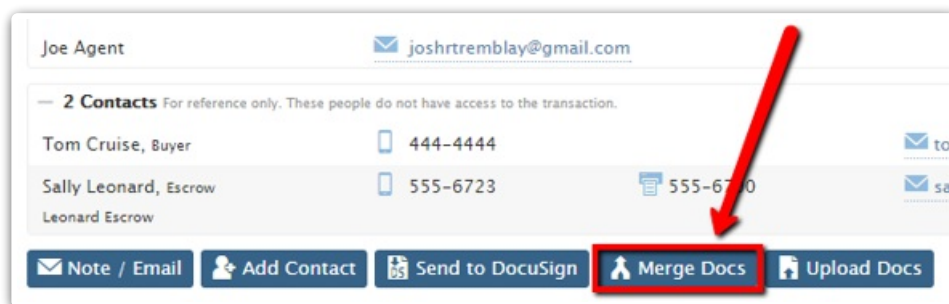 Joe Agent joshrtremblay@gmail.com
— 2 Contacts For reference only. These people do not have access to the transaction.
Tom Cruise, Buyer 444-4444 to
Sally Leonard, Escrow 555-6723 sa
Leonard Escrow
Note / Email Add Contact Send to DocuSign Merge Docs Upload Docs